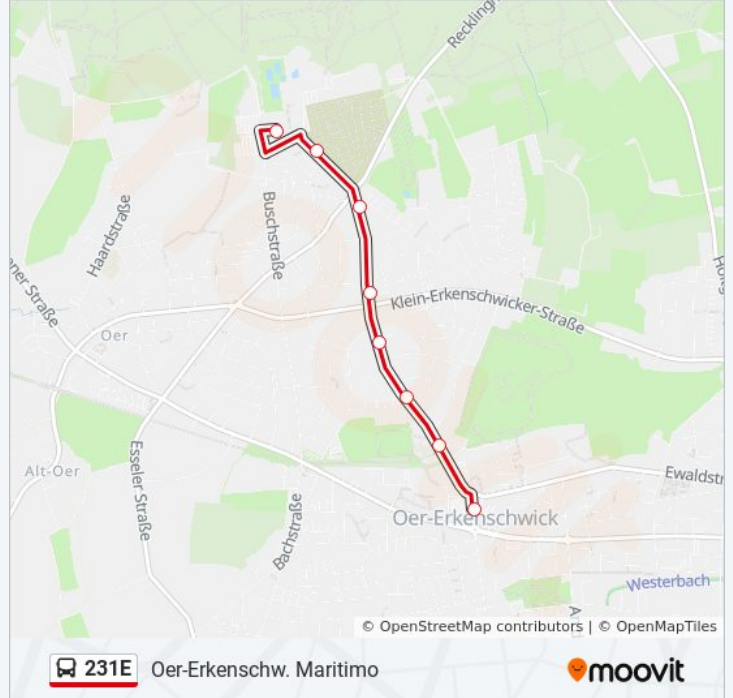 Reckling
Haardstraße
Buschstraße
ener Straße
Klein-Erkenschwicker-Straße
Oer
Alt-Oer
Esseler Straße
Bachstraße
Ewaldstr
Oer-Erkenschwick
Westerbach
© OpenStreetMap contributors | © OpenMapTiles
231E Oer-Erkenschw. Maritimo
moovit